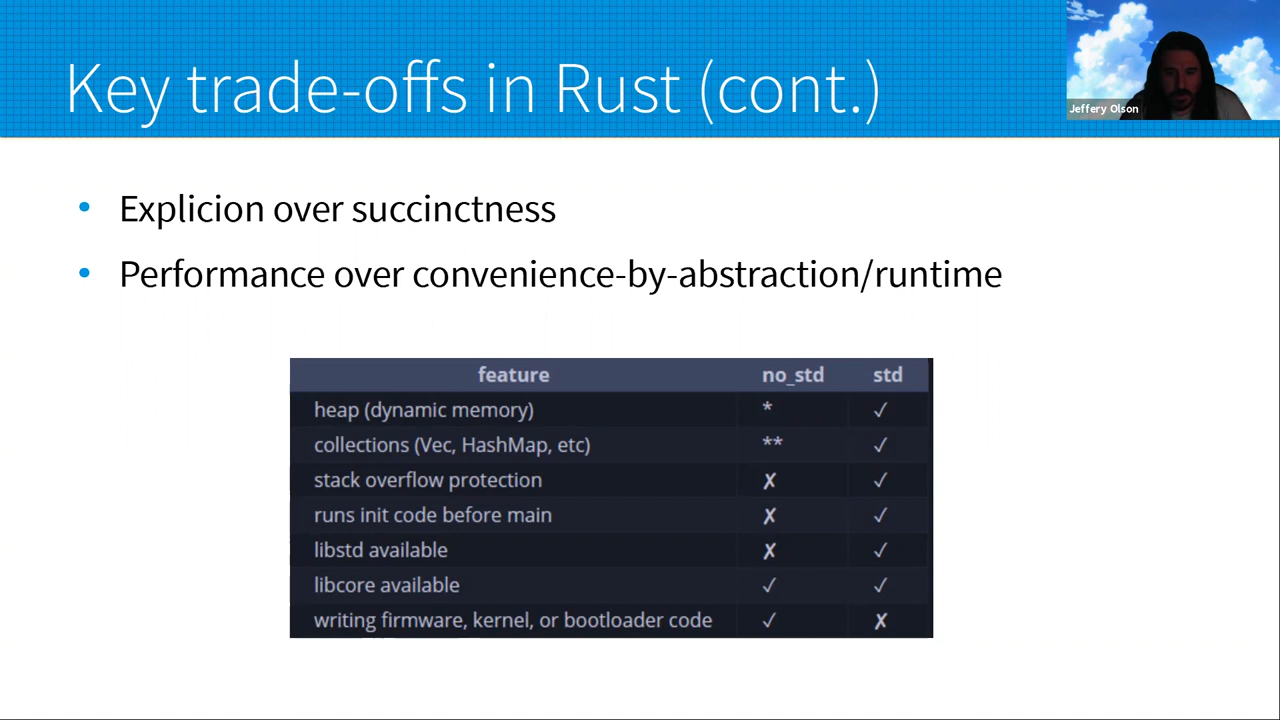 Key trade-offs in Rust (cont.)
Jeffery Olson
• Explicion over succinctness
• Performance over convenience-by-abstraction/runtime
feature no_std std
heap (dynamic memory) * ✓
collections (Vec, HashMap, etc) ** ✓
stack overflow protection ✗ ✓
runs init code before main ✗ ✓
libstd available ✗ ✓
libcore available ✓ ✓
writing firmware, kernel, or bootloader code ✓ ✗